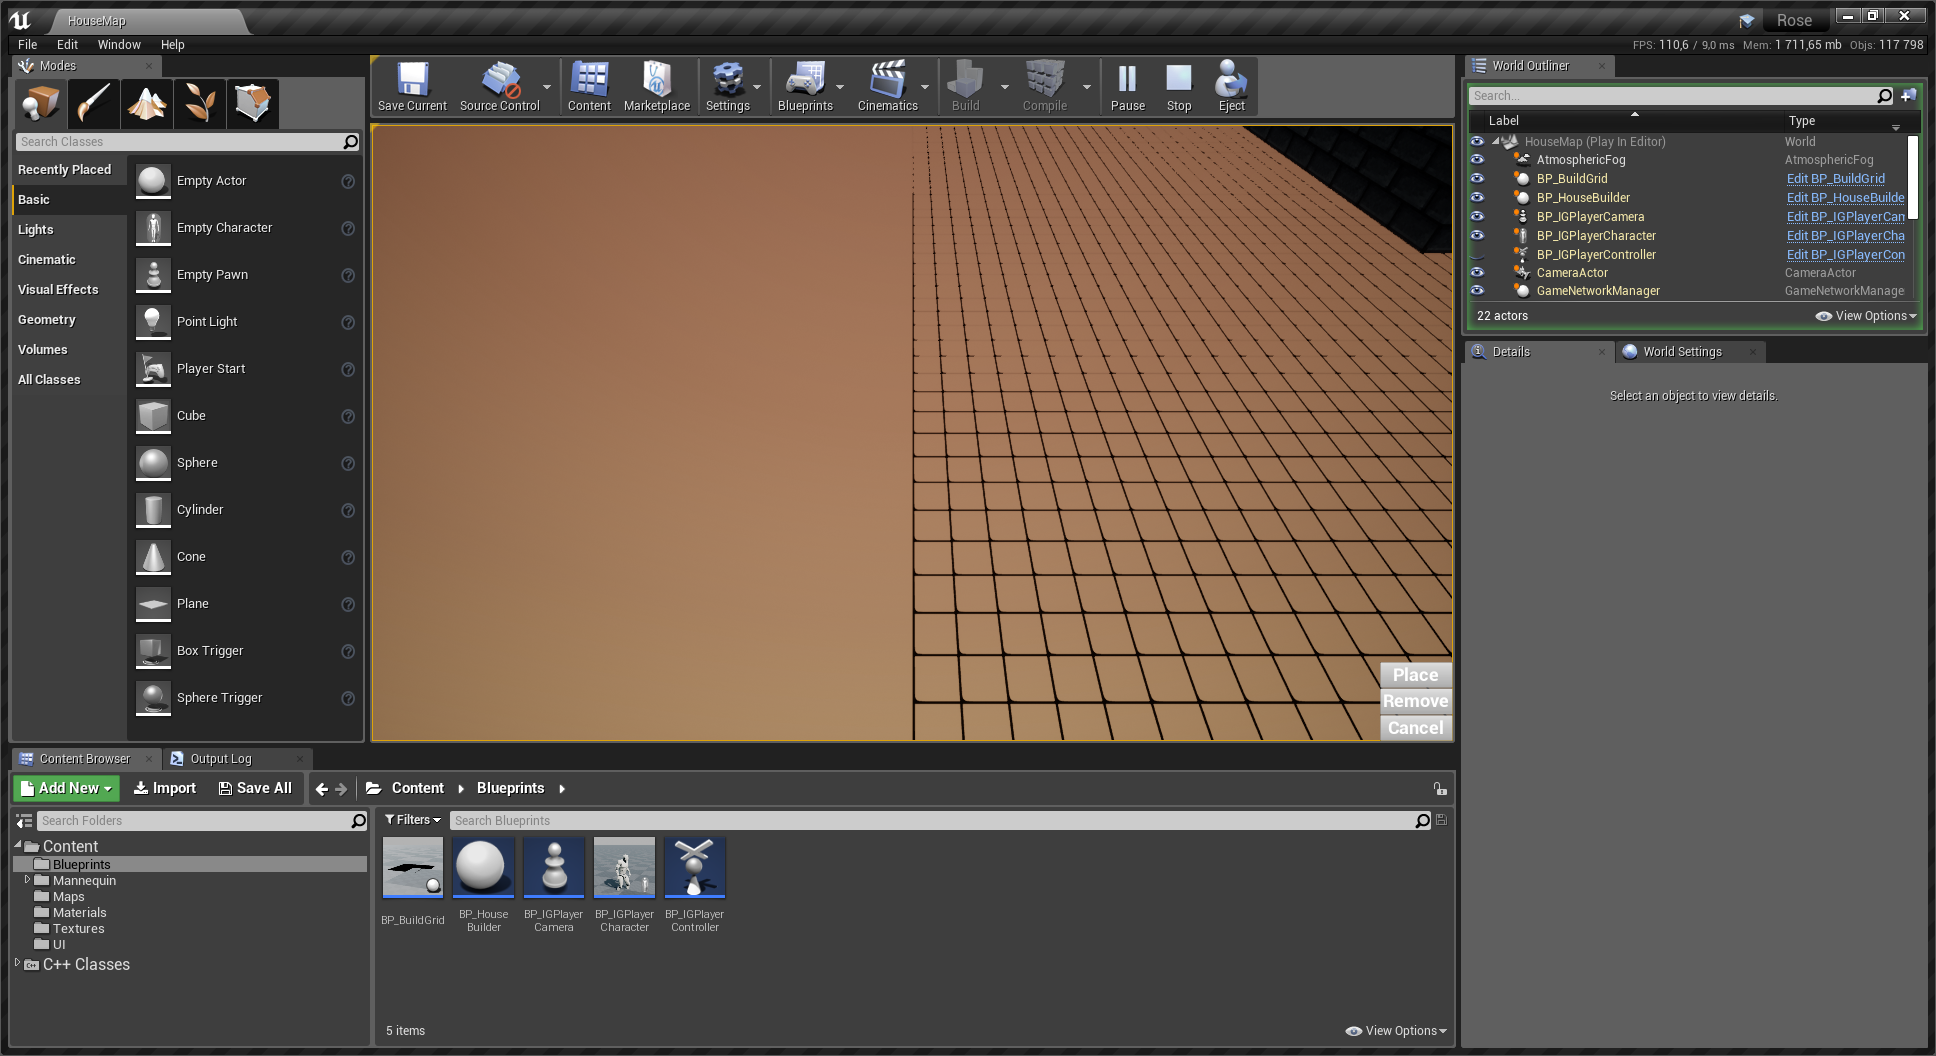 HouseMap
Rose
File Edit Window Help
FPS: 110,6 / 9,0 ms Mem: 1 711,65 mb Objs: 117 798
Modes
Search Classes
Recently Placed
Basic
Lights
Cinematic
Visual Effects
Geometry
Volumes
All Classes
Empty Actor
Empty Character
Empty Pawn
Point Light
Player Start
Cube
Sphere
Cylinder
Cone
Plane
Box Trigger
Sphere Trigger
Save Current
Source Control
Content
Marketplace
Settings
Blueprints
Cinematics
Build
Compile
Pause
Stop
Eject
Place
Remove
Cancel
World Outliner
Search...
Label Type
HouseMap (Play In Editor) World
AtmosphericFog AtmosphericFog
BP_BuildGrid Edit BP_BuildGrid
BP_HouseBuilder Edit BP_HouseBuilde
BP_IGPlayerCamera Edit BP_IGPlayerCam
BP_IGPlayerCharacter Edit BP_IGPlayerCha
BP_IGPlayerController Edit BP_IGPlayerCon
CameraActor CameraActor
GameNetworkManager GameNetworkManage
22 actors View Options
Details World Settings
Select an object to view details.
Content Browser Output Log
Add New Import Save All Content Blueprints
Search Folders
Content
Blueprints
Mannequin
Maps
Materials
Textures
UI
C++ Classes
Filters Search Blueprints
BP_BuildGrid
BP_House
Builder
BP_IGPlayer
Camera
BP_IGPlayer
Character
BP_IGPlayer
Controller
5 items View Options